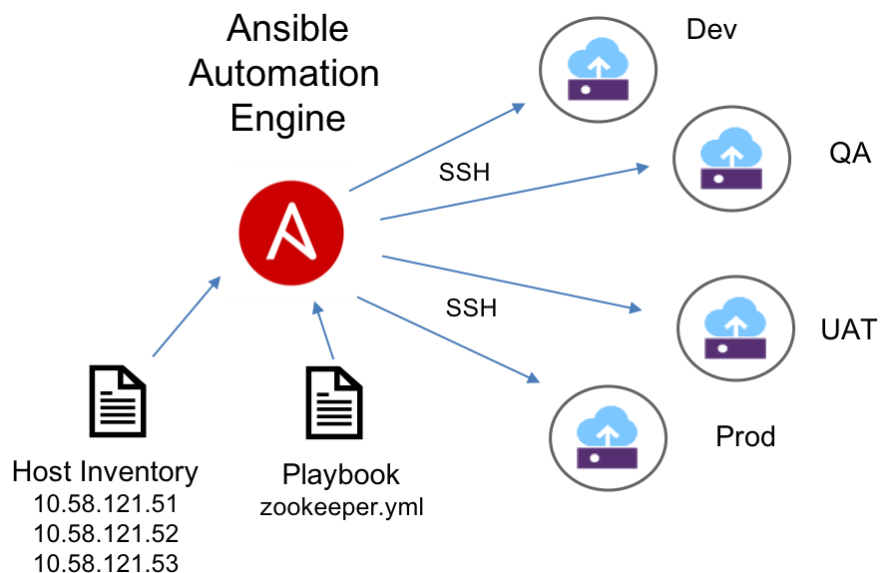 Ansible
Automation
Engine
Dev
SSH
QA
SSH
UAT
Prod
Host Inventory
10.58.121.51
10.58.121.52
10.58.121.53
Playbook
zookeeper.yml